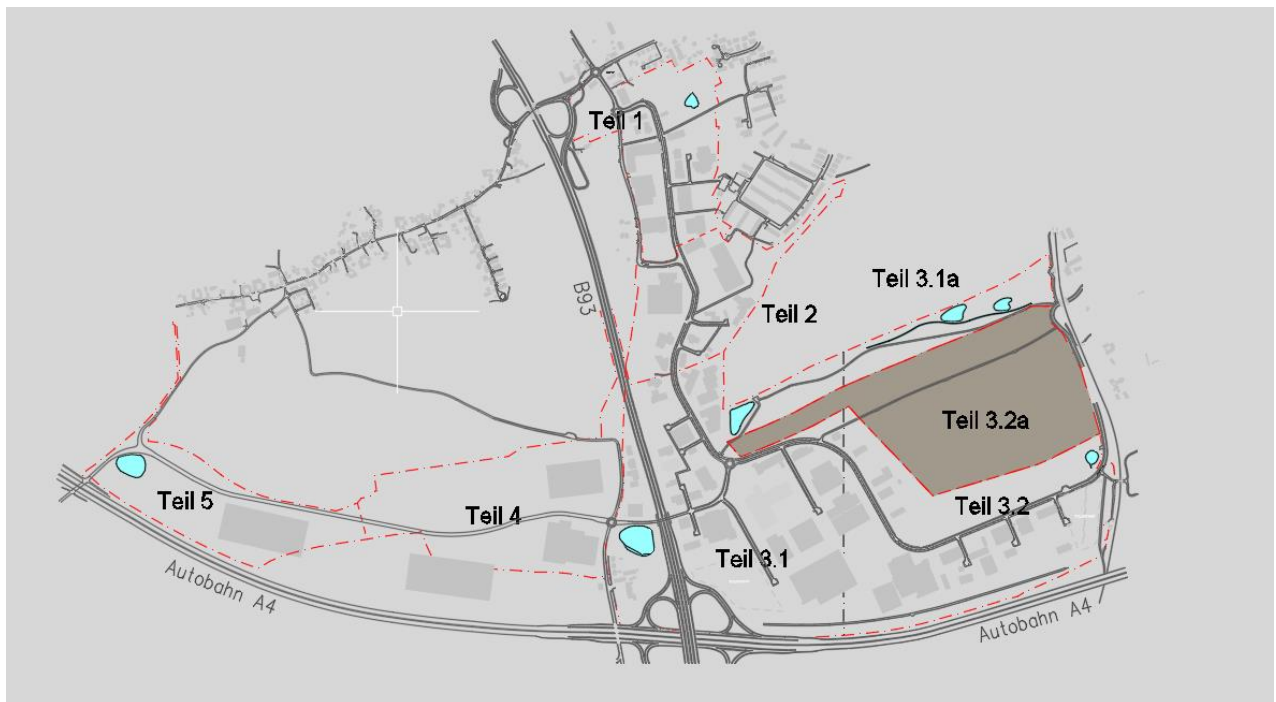 Teil 1
B93
Teil 3.1a
Teil 2
Teil 3.2a
Teil 5
Teil 4
Teil 3.2
Teil 3.1
Autobahn A4
Autobahn A4